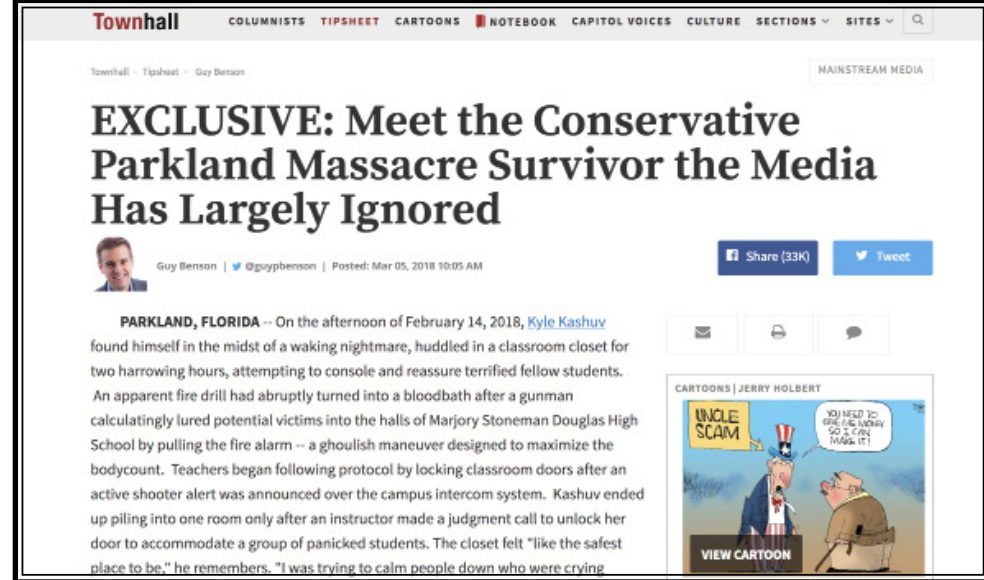 Townhall
COLUMNISTS TIPSHEET CARTOONS NOTEBOOK CAPITOL VOICES CULTURE SECTIONS SITES
Townhall · Tipsheet · Guy Benson
MAINSTREAM MEDIA
EXCLUSIVE: Meet the Conservative
Parkland Massacre Survivor the Media
Has Largely Ignored
Guy Benson | @guypbenson | Posted: Mar 05, 2018 10:05 AM
Share (33K)
Tweet
PARKLAND, FLORIDA -- On the afternoon of February 14, 2018, Kyle Kashuv
found himself in the midst of a waking nightmare, huddled in a classroom closet for
two harrowing hours, attempting to console and reassure terrified fellow students.
An apparent fire drill had abruptly turned into a bloodbath after a gunman
calculatingly lured potential victims into the halls of Marjory Stoneman Douglas High
School by pulling the fire alarm -- a ghoulish maneuver designed to maximize the
bodycount. Teachers began following protocol by locking classroom doors after an
active shooter alert was announced over the campus intercom system. Kashuv ended
up piling into one room only after an instructor made a judgment call to unlock her
door to accommodate a group of panicked students. The closet felt "like the safest
place to be," he remembers. "I was trying to calm people down who were crying
CARTOONS | JERRY HOLBERT
UNCLE
SCAM
YOU NEED TO
GIVE ME MONEY
SO I CAN
MAKE IT!
VIEW CARTOON